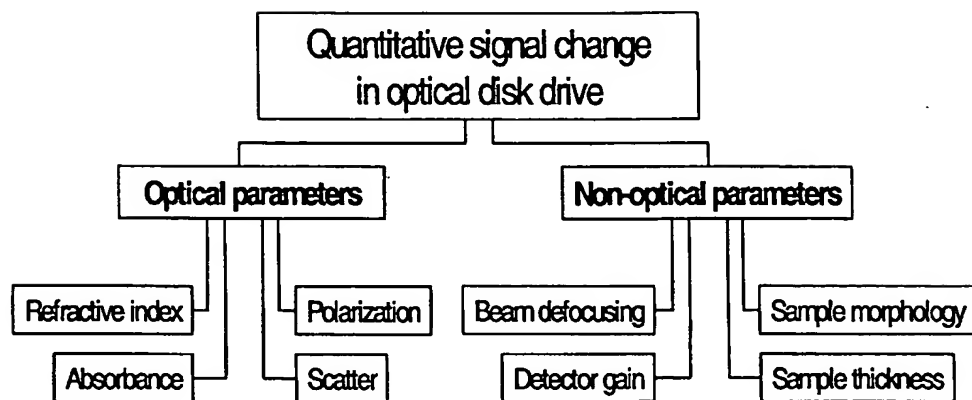 Quantitative signal change
in optical disk drive
Optical parameters
Non-optical parameters
Refractive index
Polarization
Beam defocusing
Sample morphology
Absorbance
Scatter
Detector gain
Sample thickness